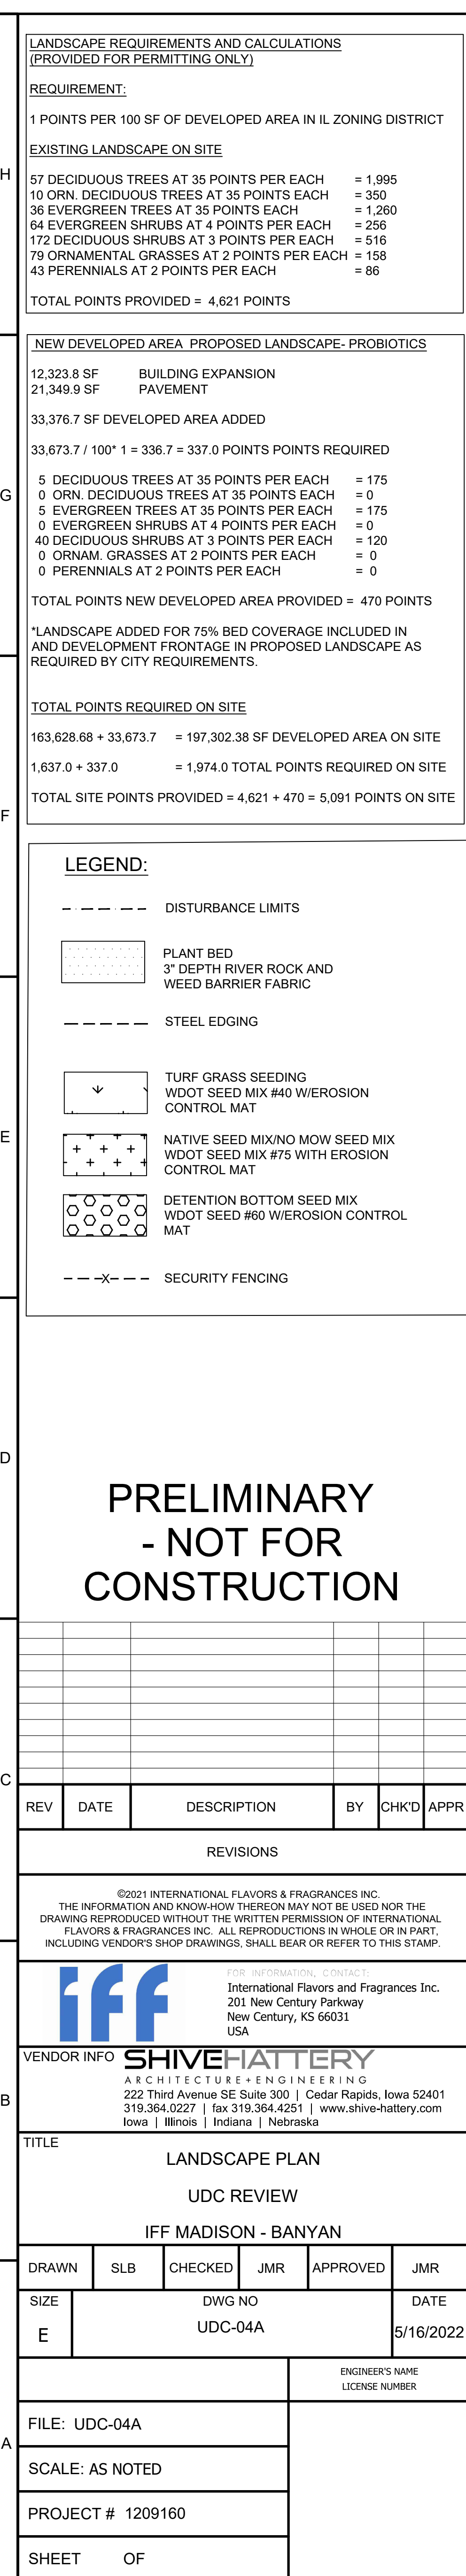 LANDSCAPE REQUIREMENTS AND CALCULATIONS
(PROVIDED FOR PERMITTING ONLY)
REQUIREMENT:
1 POINTS PER 100 SF OF DEVELOPED AREA IN IL ZONING DISTRICT
EXISTING LANDSCAPE ON SITE
57 DECIDUOUS TREES AT 35 POINTS PER EACH = 1,995
10 ORN. DECIDUOUS TREES AT 35 POINTS EACH = 350
36 EVERGREEN TREES AT 35 POINTS EACH = 1,260
64 EVERGREEN SHRUBS AT 4 POINTS PER EACH = 256
172 DECIDUOUS SHRUBS AT 3 POINTS PER EACH = 516
79 ORNAMENTAL GRASSES AT 2 POINTS PER EACH = 158
43 PERENNIALS AT 2 POINTS PER EACH = 86
TOTAL POINTS PROVIDED = 4,621 POINTS
NEW DEVELOPED AREA PROPOSED LANDSCAPE- PROBIOTICS
12,323.8 SF BUILDING EXPANSION
21,349.9 SF PAVEMENT
33,376.7 SF DEVELOPED AREA ADDED
33,673.7 / 100* 1 = 336.7 = 337.0 POINTS POINTS REQUIRED
5 DECIDUOUS TREES AT 35 POINTS PER EACH = 175
0 ORN. DECIDUOUS TREES AT 35 POINTS EACH = 0
5 EVERGREEN TREES AT 35 POINTS PER EACH = 175
0 EVERGREEN SHRUBS AT 4 POINTS PER EACH = 0
40 DECIDUOUS SHRUBS AT 3 POINTS PER EACH = 120
0 ORNAM. GRASSES AT 2 POINTS PER EACH = 0
0 PERENNIALS AT 2 POINTS PER EACH = 0
TOTAL POINTS NEW DEVELOPED AREA PROVIDED = 470 POINTS
*LANDSCAPE ADDED FOR 75% BED COVERAGE INCLUDED IN
AND DEVELOPMENT FRONTAGE IN PROPOSED LANDSCAPE AS
REQUIRED BY CITY REQUIREMENTS.
TOTAL POINTS REQUIRED ON SITE
163,628.68 + 33,673.7 = 197,302.38 SF DEVELOPED AREA ON SITE
1,637.0 + 337.0 = 1,974.0 TOTAL POINTS REQUIRED ON SITE
TOTAL SITE POINTS PROVIDED = 4,621 + 470 = 5,091 POINTS ON SITE
LEGEND:
DISTURBANCE LIMITS
PLANT BED
3" DEPTH RIVER ROCK AND
WEED BARRIER FABRIC
STEEL EDGING
TURF GRASS SEEDING
WDOT SEED MIX #40 W/EROSION
CONTROL MAT
NATIVE SEED MIX/NO MOW SEED MIX
WDOT SEED MIX #75 WITH EROSION
CONTROL MAT
DETENTION BOTTOM SEED MIX
WDOT SEED #60 W/EROSION CONTROL
MAT
X SECURITY FENCING
H
G
F
E
D
C
B
A
PRELIMINARY
- NOT FOR
CONSTRUCTION
REV DATE DESCRIPTION BY CHK'D APPR
REVISIONS
©2021 INTERNATIONAL FLAVORS & FRAGRANCES INC.
THE INFORMATION AND KNOW-HOW THEREON MAY NOT BE USED NOR THE
DRAWING REPRODUCED WITHOUT THE WRITTEN PERMISSION OF INTERNATIONAL
FLAVORS & FRAGRANCES INC. ALL REPRODUCTIONS IN WHOLE OR IN PART,
INCLUDING VENDOR'S SHOP DRAWINGS, SHALL BEAR OR REFER TO THIS STAMP.
iff
FOR INFORMATION, CONTACT:
International Flavors and Fragrances Inc.
201 New Century Parkway
New Century, KS 66031
USA
VENDOR INFO SHIVEHATTERY
ARCHITECTURE+ENGINEERING
222 Third Avenue SE Suite 300 | Cedar Rapids, Iowa 52401
319.364.0227 | fax 319.364.4251 | www.shive-hattery.com
Iowa | Illinois | Indiana | Nebraska
TITLE
LANDSCAPE PLAN
UDC REVIEW
IFF MADISON - BANYAN
DRAWN SLB CHECKED JMR APPROVED JMR
SIZE DWG NO DATE
E UDC-04A 5/16/2022
ENGINEER'S NAME
LICENSE NUMBER
FILE: UDC-04A
SCALE: AS NOTED
PROJECT # 1209160
SHEET OF